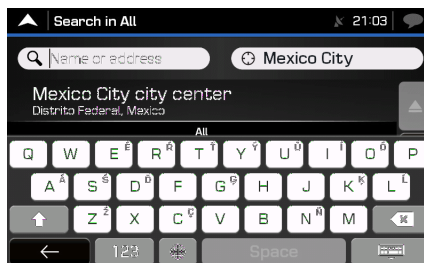 Search in All 21:03
Name or address Mexico City
Mexico City city center
Distrito Federal, Mexico
All
Q W E È R Ŕ T Ť Y Ý U Ù I Ì O Ò P
A Â S Ś D Ď F G Ģ H J K Ķ L Ĺ
Z Ż X C Ç V B N Ñ M
123 Space